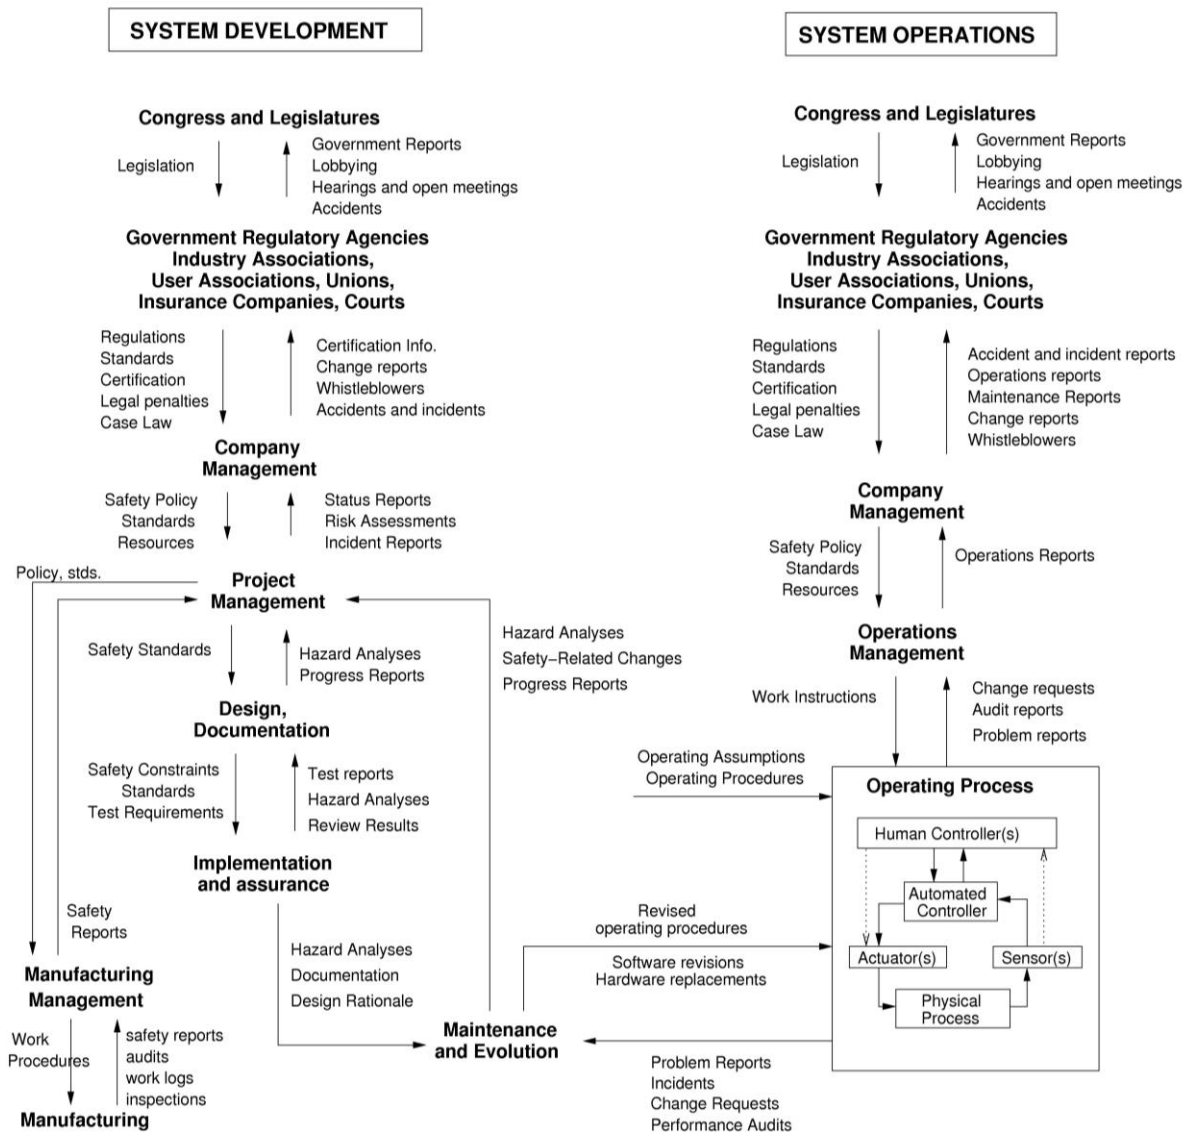 SYSTEM DEVELOPMENT
Congress and Legislatures
Legislation
Government Reports
Lobbying
Hearings and open meetings
Accidents
Government Regulatory Agencies
Industry Associations,
User Associations, Unions,
Insurance Companies, Courts
Regulations
Standards
Certification
Legal penalties
Case Law
Certification Info.
Change reports
Whistleblowers
Accidents and incidents
Company
Management
Safety Policy
Standards
Resources
Status Reports
Risk Assessments
Incident Reports
Policy, stds.
Project
Management
Safety Standards
Hazard Analyses
Progress Reports
Hazard Analyses
Safety−Related Changes
Progress Reports
Design,
Documentation
Safety Constraints
Standards
Test Requirements
Test reports
Hazard Analyses
Review Results
Implementation
and assurance
Safety
Reports
Hazard Analyses
Documentation
Design Rationale
Manufacturing
Management
Work
Procedures
safety reports
audits
work logs
inspections
Manufacturing
Maintenance
and Evolution
SYSTEM OPERATIONS
Congress and Legislatures
Legislation
Government Reports
Lobbying
Hearings and open meetings
Accidents
Government Regulatory Agencies
Industry Associations,
User Associations, Unions,
Insurance Companies, Courts
Regulations
Standards
Certification
Legal penalties
Case Law
Accident and incident reports
Operations reports
Maintenance Reports
Change reports
Whistleblowers
Company
Management
Safety Policy
Standards
Resources
Operations Reports
Operations
Management
Work Instructions
Change requests
Audit reports
Problem reports
Operating Assumptions
Operating Procedures
Operating Process
Human Controller(s)
Automated
Controller
Actuator(s)
Sensor(s)
Physical
Process
Revised
operating procedures
Software revisions
Hardware replacements
Problem Reports
Incidents
Change Requests
Performance Audits